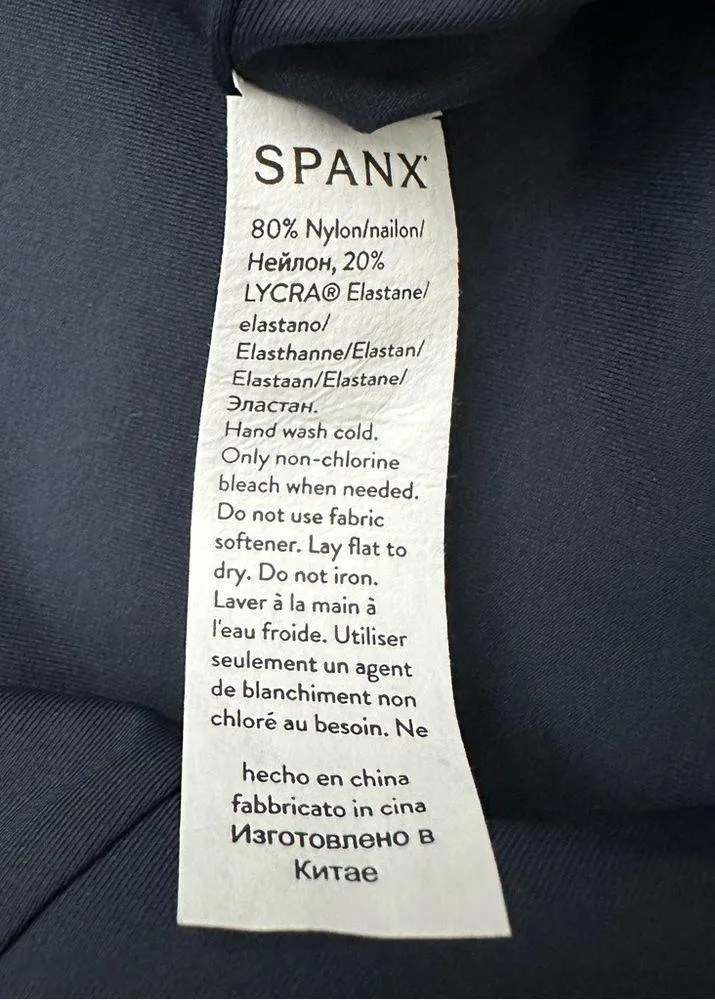 SPANX
80% Nylon/nailon/
Нейлон, 20%
LYCRA® Elastane/
elastano/
Elasthanne/Elastan/
Elastaan/Elastane/
Эластан.
Hand wash cold.
Only non-chlorine
bleach when needed.
Do not use fabric
softener. Lay flat to
dry. Do not iron.
Laver à la main à
l'eau froide. Utiliser
seulement un agent
de blanchiment non
chloré au besoin. Ne
hecho en china
fabbricato in cina
Изготовлено в
Китае